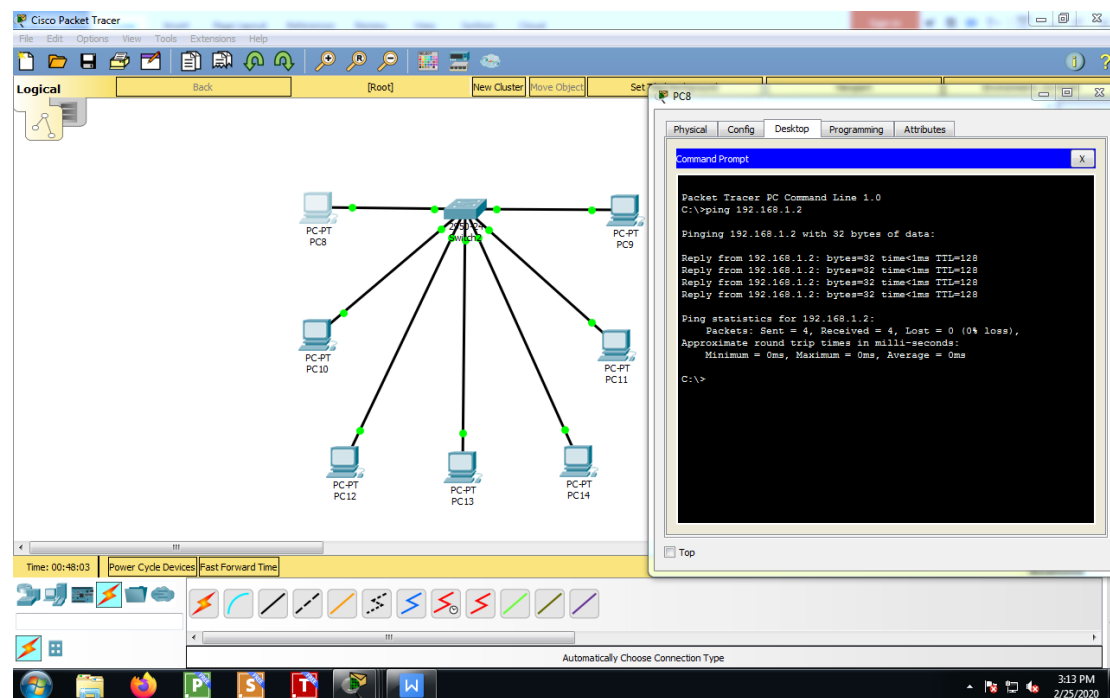 Cisco Packet Tracer
File Edit Options View Tools Extensions Help
Logical
Back
[Root]
New Cluster
Move Object
Set
PC8
Physical Config Desktop Programming Attributes
Command Prompt
X
Packet Tracer PC Command Line 1.0
C:\>ping 192.168.1.2
Pinging 192.168.1.2 with 32 bytes of data:
Reply from 192.168.1.2: bytes=32 time<1ms TTL=128
Reply from 192.168.1.2: bytes=32 time<1ms TTL=128
Reply from 192.168.1.2: bytes=32 time<1ms TTL=128
Reply from 192.168.1.2: bytes=32 time<1ms TTL=128
Ping statistics for 192.168.1.2:
Packets: Sent = 4, Received = 4, Lost = 0 (0% loss),
Approximate round trip times in milli-seconds:
Minimum = 0ms, Maximum = 0ms, Average = 0ms
C:\>
Top
PC-PT
PC8
2950-24
Switch2
PC-PT
PC9
PC-PT
PC10
PC-PT
PC11
PC-PT
PC12
PC-PT
PC13
PC-PT
PC14
Time: 00:48:03
Power Cycle Devices
Fast Forward Time
Automatically Choose Connection Type
3:13 PM
2/25/2020